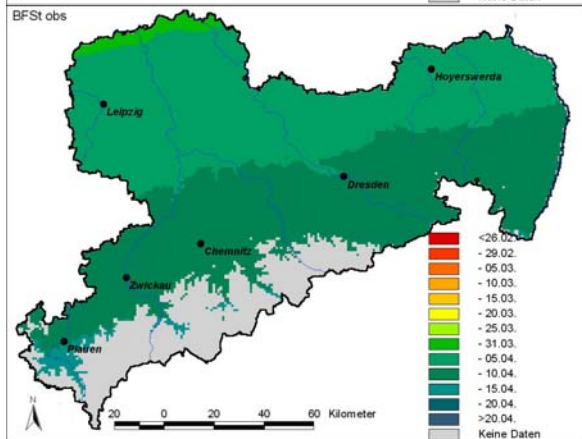 BFSt obs
Hoyerswerda
Leipzig
Dresden
Chemnitz
Zwickau
Plauen
<26.02.
- 29.02.
- 05.03.
- 10.03.
- 15.03.
- 20.03.
- 25.03.
- 31.03.
- 05.04.
- 10.04.
- 15.04.
- 20.04.
>20.04.
Keine Daten
N
20 0 20 40 60 Kilometer